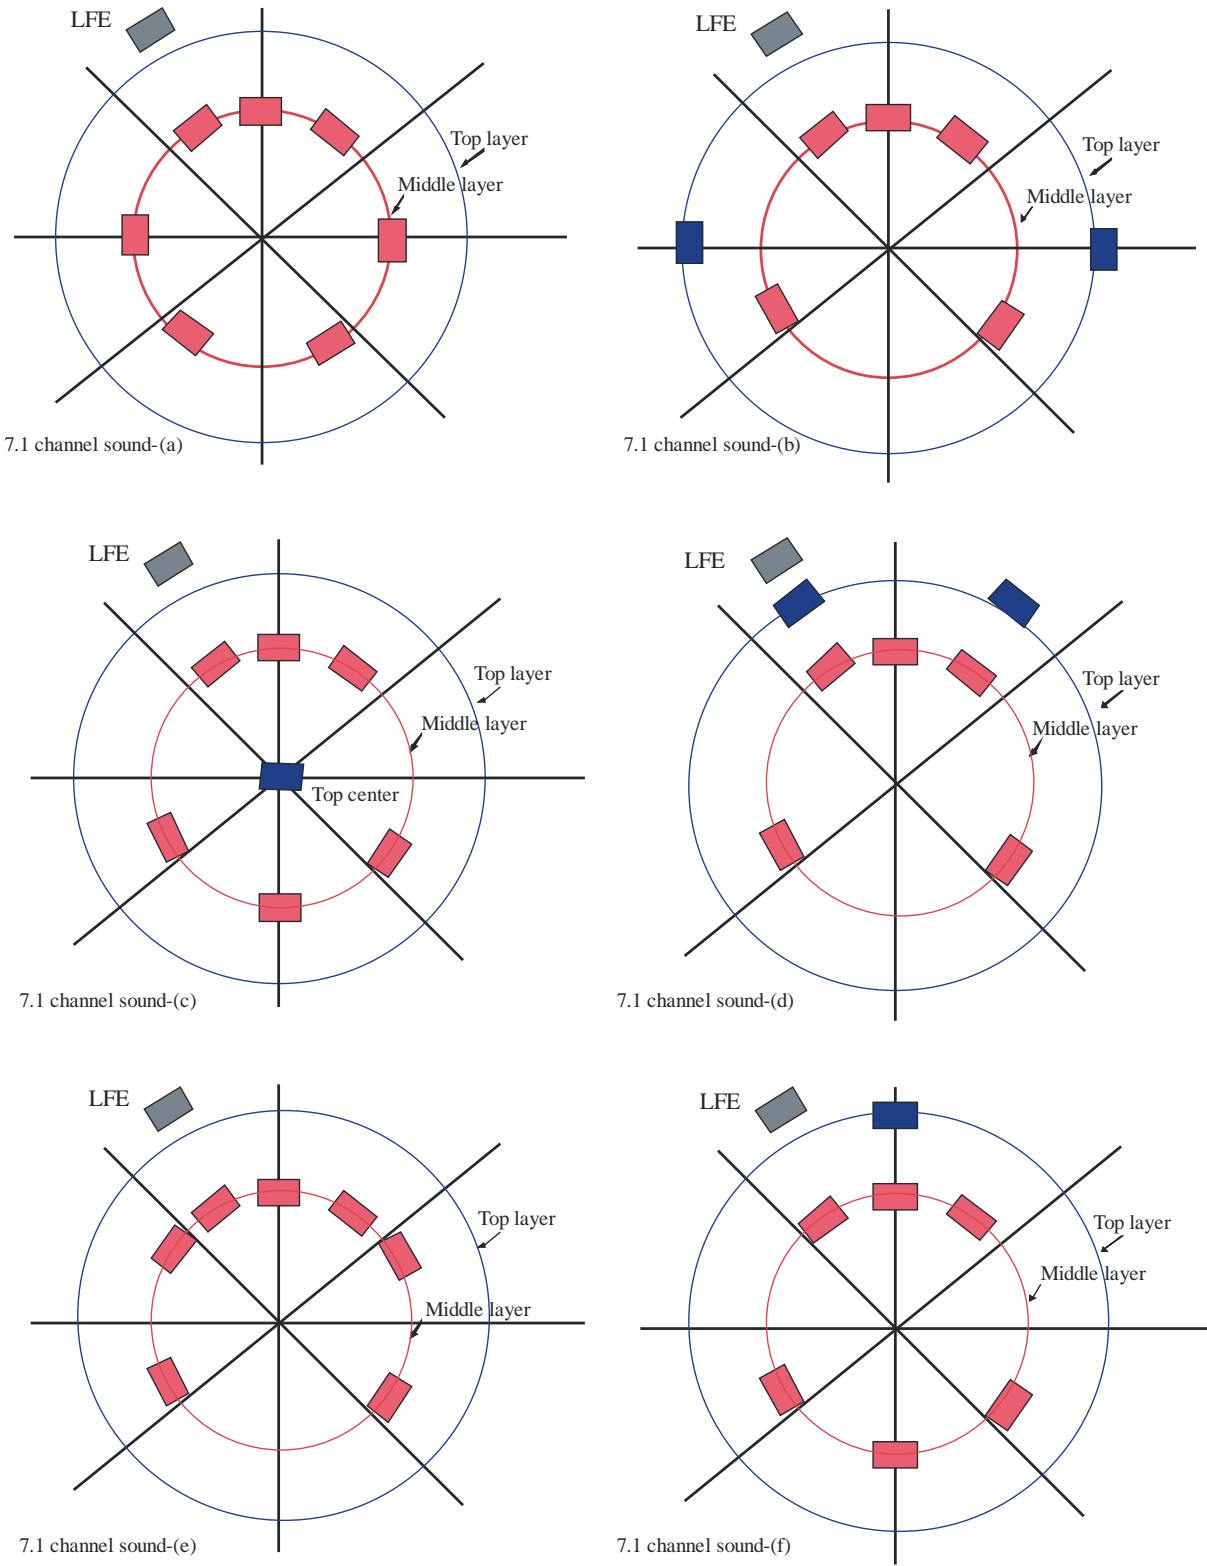 LFE
Top layer
Middle layer
7.1 channel sound-(a)
LFE
Top layer
Middle layer
7.1 channel sound-(b)
LFE
Top layer
Middle layer
Top center
7.1 channel sound-(c)
LFE
Top layer
Middle layer
7.1 channel sound-(d)
LFE
Top layer
Middle layer
7.1 channel sound-(e)
LFE
Top layer
Middle layer
7.1 channel sound-(f)